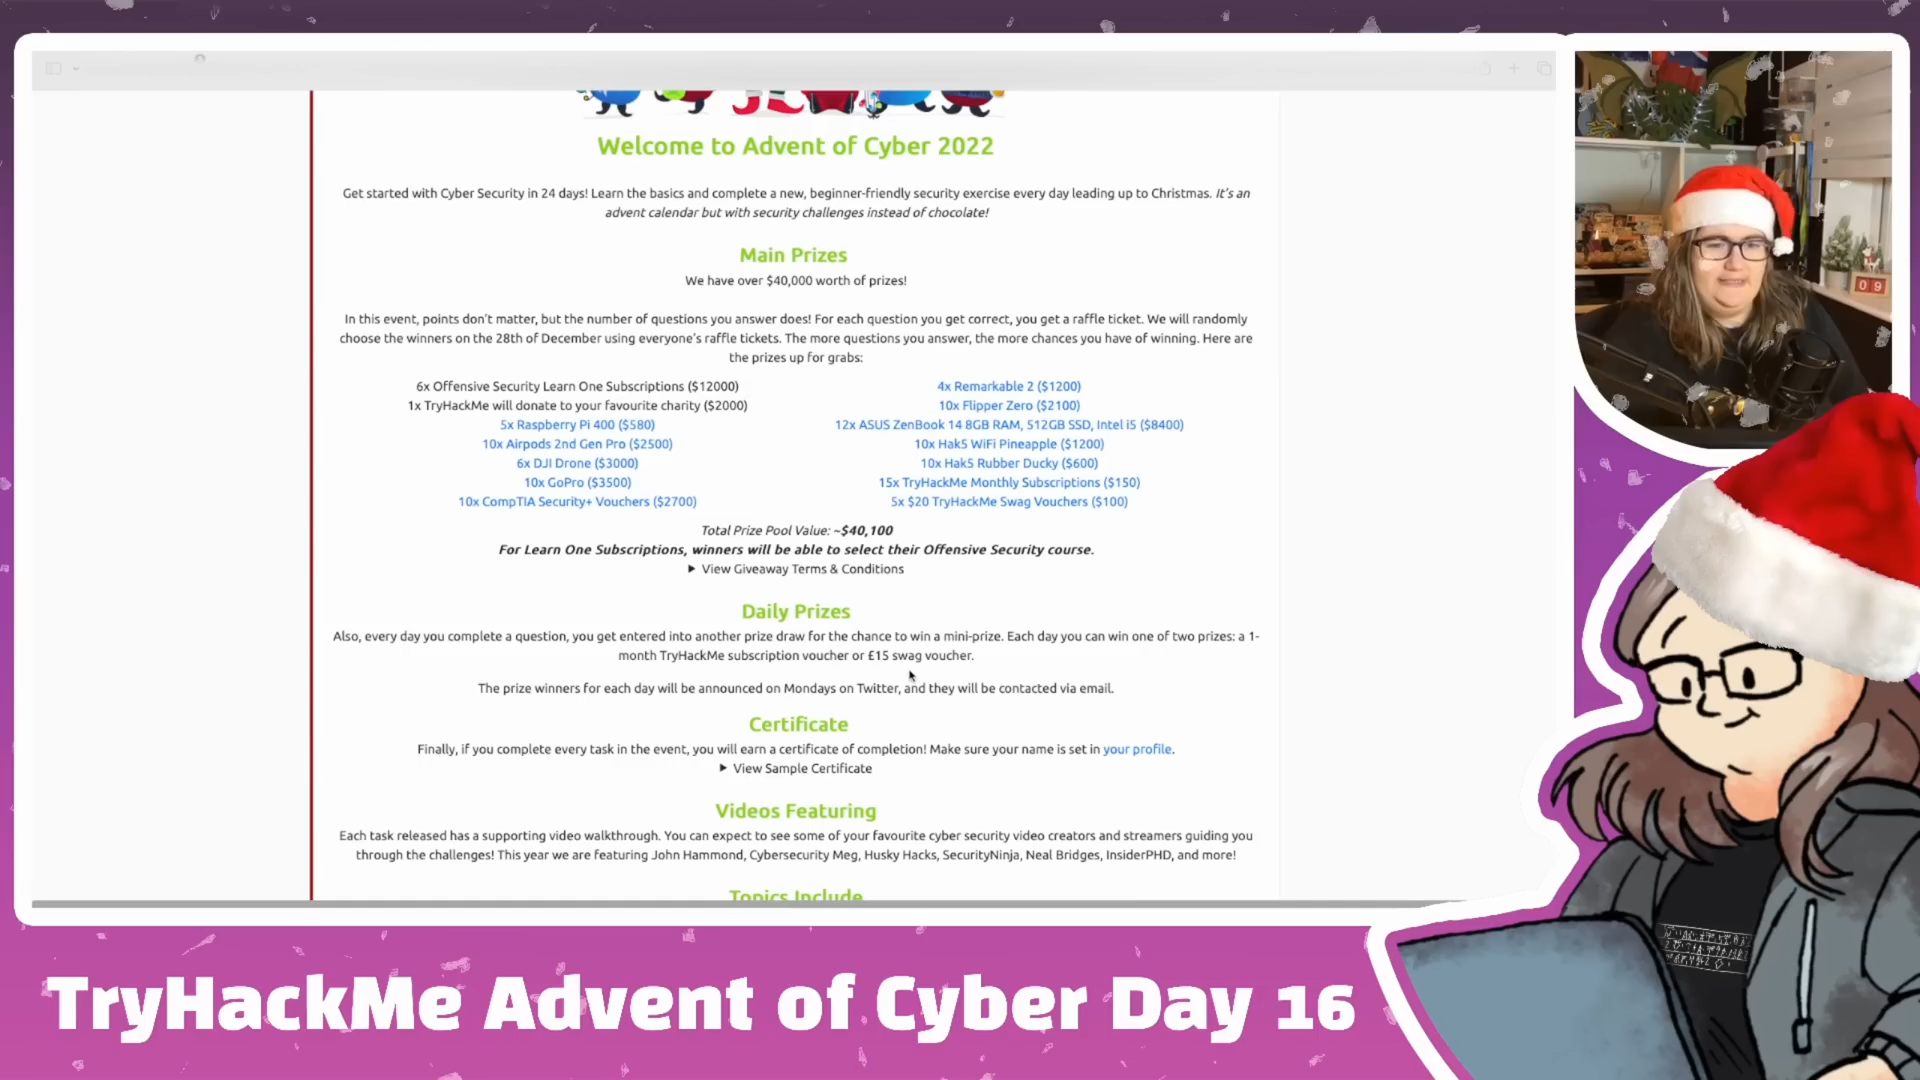 Welcome to Advent of Cyber 2022
Get started with Cyber Security in 24 days! Learn the basics and complete a new, beginner-friendly security exercise every day leading up to Christmas. It's an
advent calendar but with security challenges instead of chocolate!
Main Prizes
We have over $40,000 worth of prizes!
In this event, points don't matter, but the number of questions you answer does! For each question you get correct, you get a raffle ticket. We will randomly
choose the winners on the 28th of December using everyone's raffle tickets. The more questions you answer, the more chances you have of winning. Here are
the prizes up for grabs:
6x Offensive Security Learn One Subscriptions ($12000)
1x TryHackMe will donate to your favourite charity ($2000)
5x Raspberry Pi 400 ($580)
10x Airpods 2nd Gen Pro ($2500)
6x DJI Drone ($3000)
10x GoPro ($3500)
10x CompTIA Security+ Vouchers ($2700)
4x Remarkable 2 ($1200)
10x Flipper Zero ($2100)
12x ASUS ZenBook 14 8GB RAM, 512GB SSD, Intel i5 ($8400)
10x Hak5 WiFi Pineapple ($1200)
10x Hak5 Rubber Ducky ($600)
15x TryHackMe Monthly Subscriptions ($150)
5x $20 TryHackMe Swag Vouchers ($100)
Total Prize Pool Value: ~$40,100
For Learn One Subscriptions, winners will be able to select their Offensive Security course.
View Giveaway Terms & Conditions
Daily Prizes
Also, every day you complete a question, you get entered into another prize draw for the chance to win a mini-prize. Each day you can win one of two prizes: a 1-
month TryHackMe subscription voucher or £15 swag voucher.
The prize winners for each day will be announced on Mondays on Twitter, and they will be contacted via email.
Certificate
Finally, if you complete every task in the event, you will earn a certificate of completion! Make sure your name is set in your profile.
View Sample Certificate
Videos Featuring
Each task released has a supporting video walkthrough. You can expect to see some of your favourite cyber security video creators and streamers guiding you
through the challenges! This year we are featuring John Hammond, Cybersecurity Meg, Husky Hacks, SecurityNinja, Neal Bridges, InsiderPHD, and more!
Topics Include
09
TryHackMe Advent of Cyber Day 16